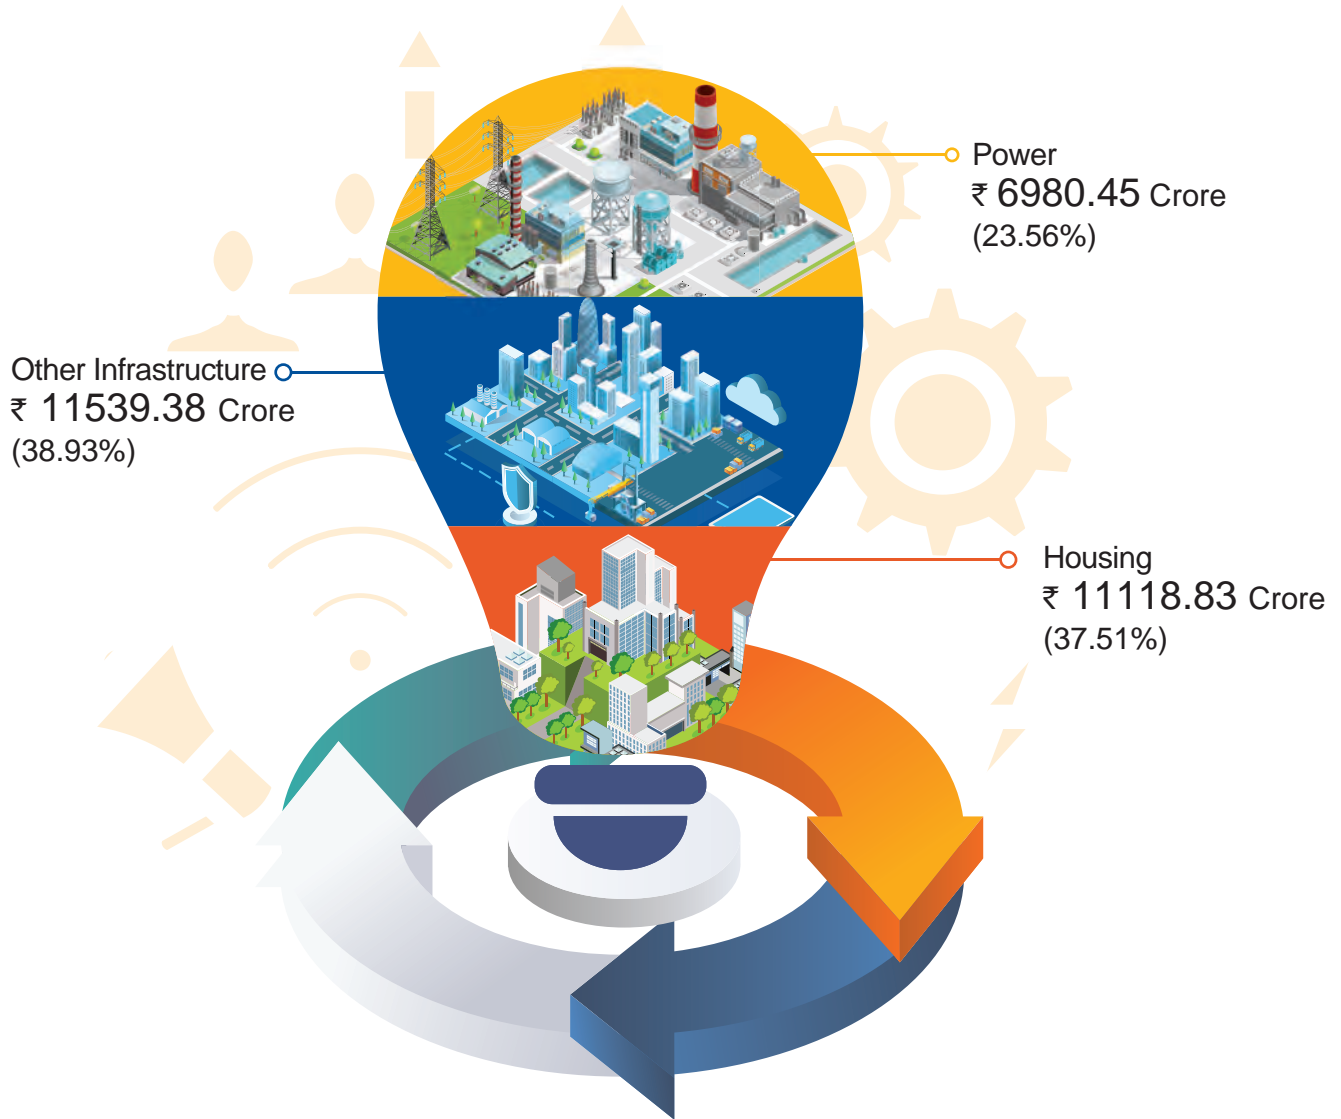 Power
₹ 6980.45 Crore
(23.56%)
Other Infrastructure
₹ 11539.38 Crore
(38.93%)
Housing
₹ 11118.83 Crore
(37.51%)